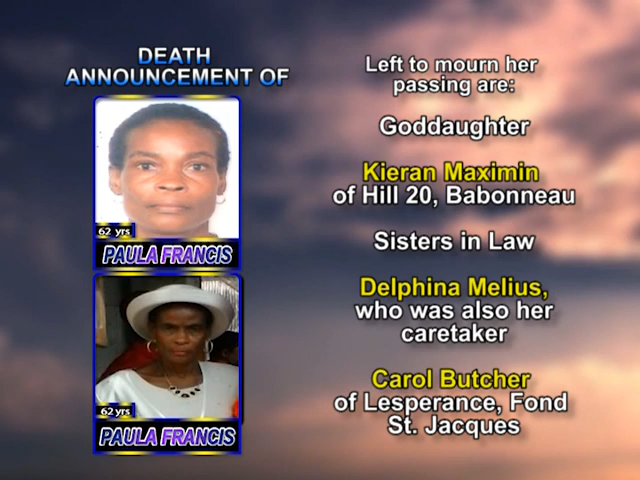 DEATH
ANNOUNCEMENT OF
62 yrs
PAULA FRANCIS
62 yrs
PAULA FRANCIS
Left to mourn her
passing are:
Goddaughter
Kieran Maximin
of Hill 20, Babonneau
Sisters in Law
Delphina Melius,
who was also her
caretaker
Carol Butcher
of Lesperance, Fond
St. Jacques